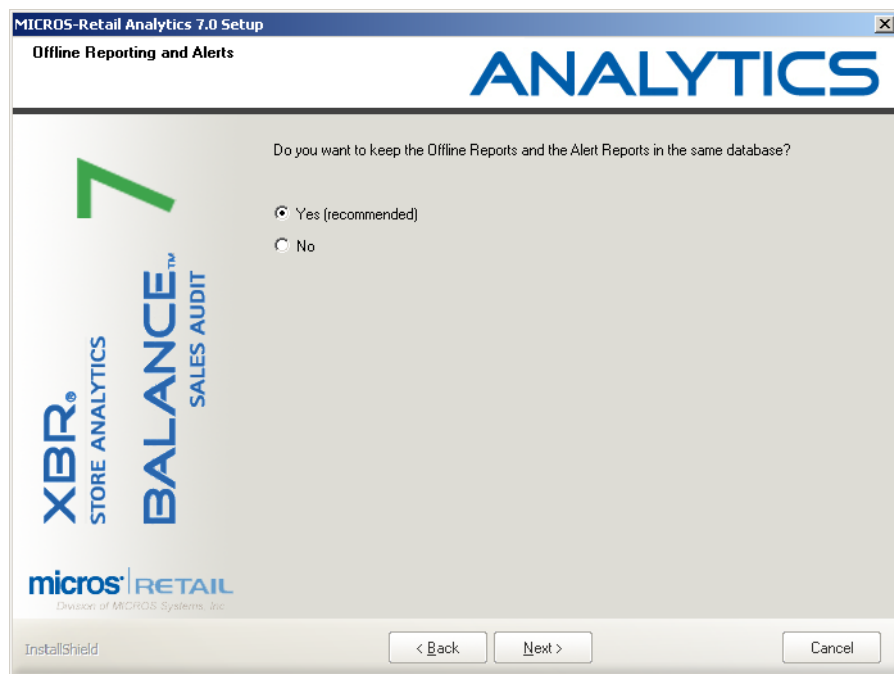 MICROS-Retail Analytics 7.0 Setup
Offline Reporting and Alerts
ANALYTICS
Do you want to keep the Offline Reports and the Alert Reports in the same database?
Yes (recommended)
No
7
XBR®
STORE ANALYTICS
BALANCE™
SALES AUDIT
micros® RETAIL
Division of MICROS Systems, Inc
InstallShield
< Back
Next >
Cancel